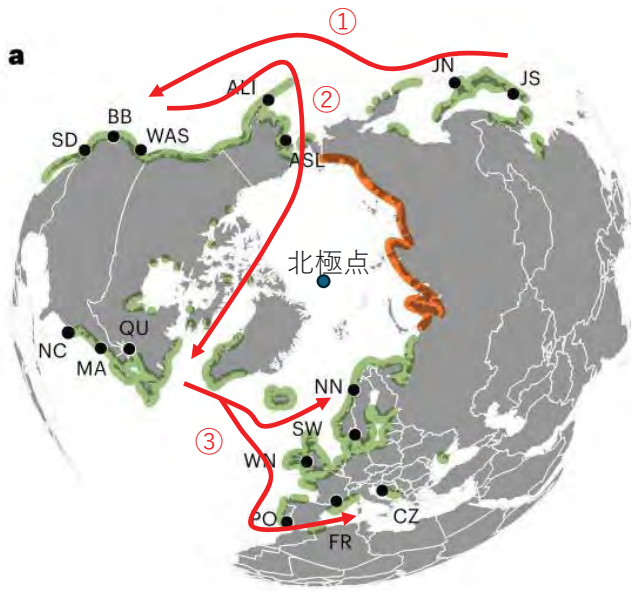 ①
a
JN
JS
ALI
②
BB
SD
WAS
ASL
北極点
QU
NC
MA
NN
③
SW
WN
PO
CZ
FR